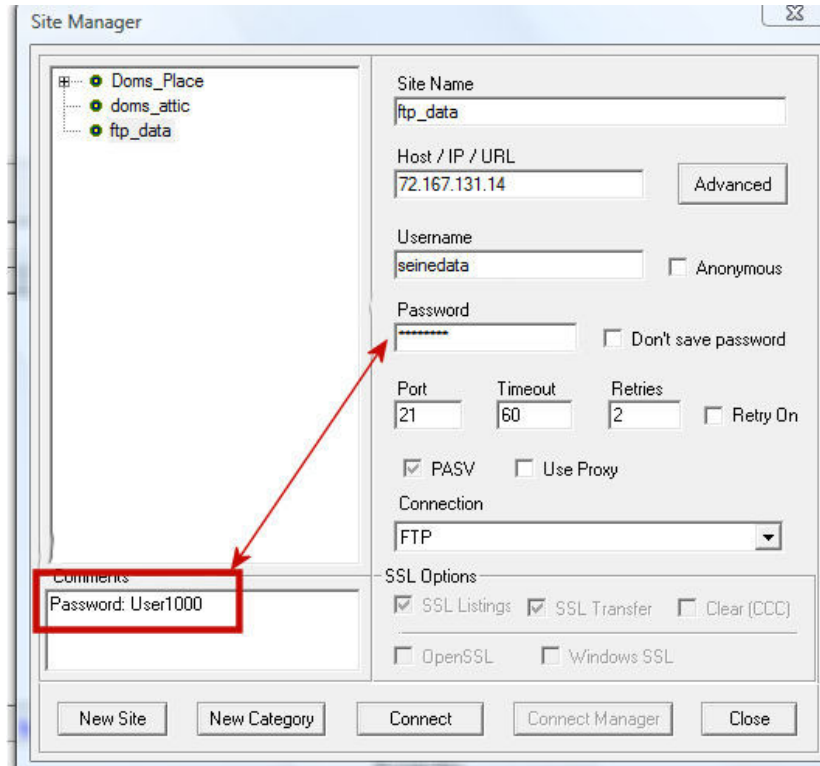 Site Manager
Doms_Place
doms_attic
ftp_data
Site Name
ftp_data
Host / IP / URL
72.167.131.14
Advanced
Username
seinedata
Anonymous
Password
********
Don't save password
Port Timeout Retries
21 60 2 Retry On
PASV Use Proxy
Connection
FTP
Comments
Password: User1000
SSL Options
SSL Listings SSL Transfer Clear (CCC)
OpenSSL Windows SSL
New Site New Category Connect Connect Manager Close